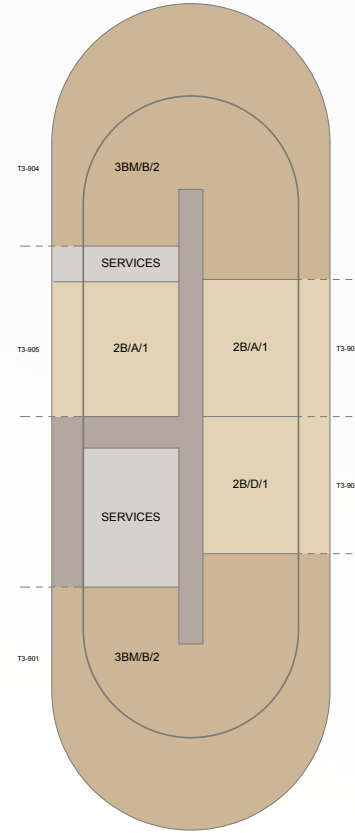 T3-904
3BM/B/2
SERVICES
T3-905
2B/A/1
2B/A/1
2B/D/1
SERVICES
T3-901
3BM/B/2